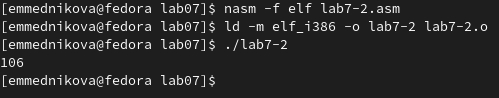 [emmednikova@fedora lab07]$ nasm -f elf lab7-2.asm
[emmednikova@fedora lab07]$ ld -m elf_i386 -o lab7-2 lab7-2.o
[emmednikova@fedora lab07]$ ./lab7-2
106
[emmednikova@fedora lab07]$